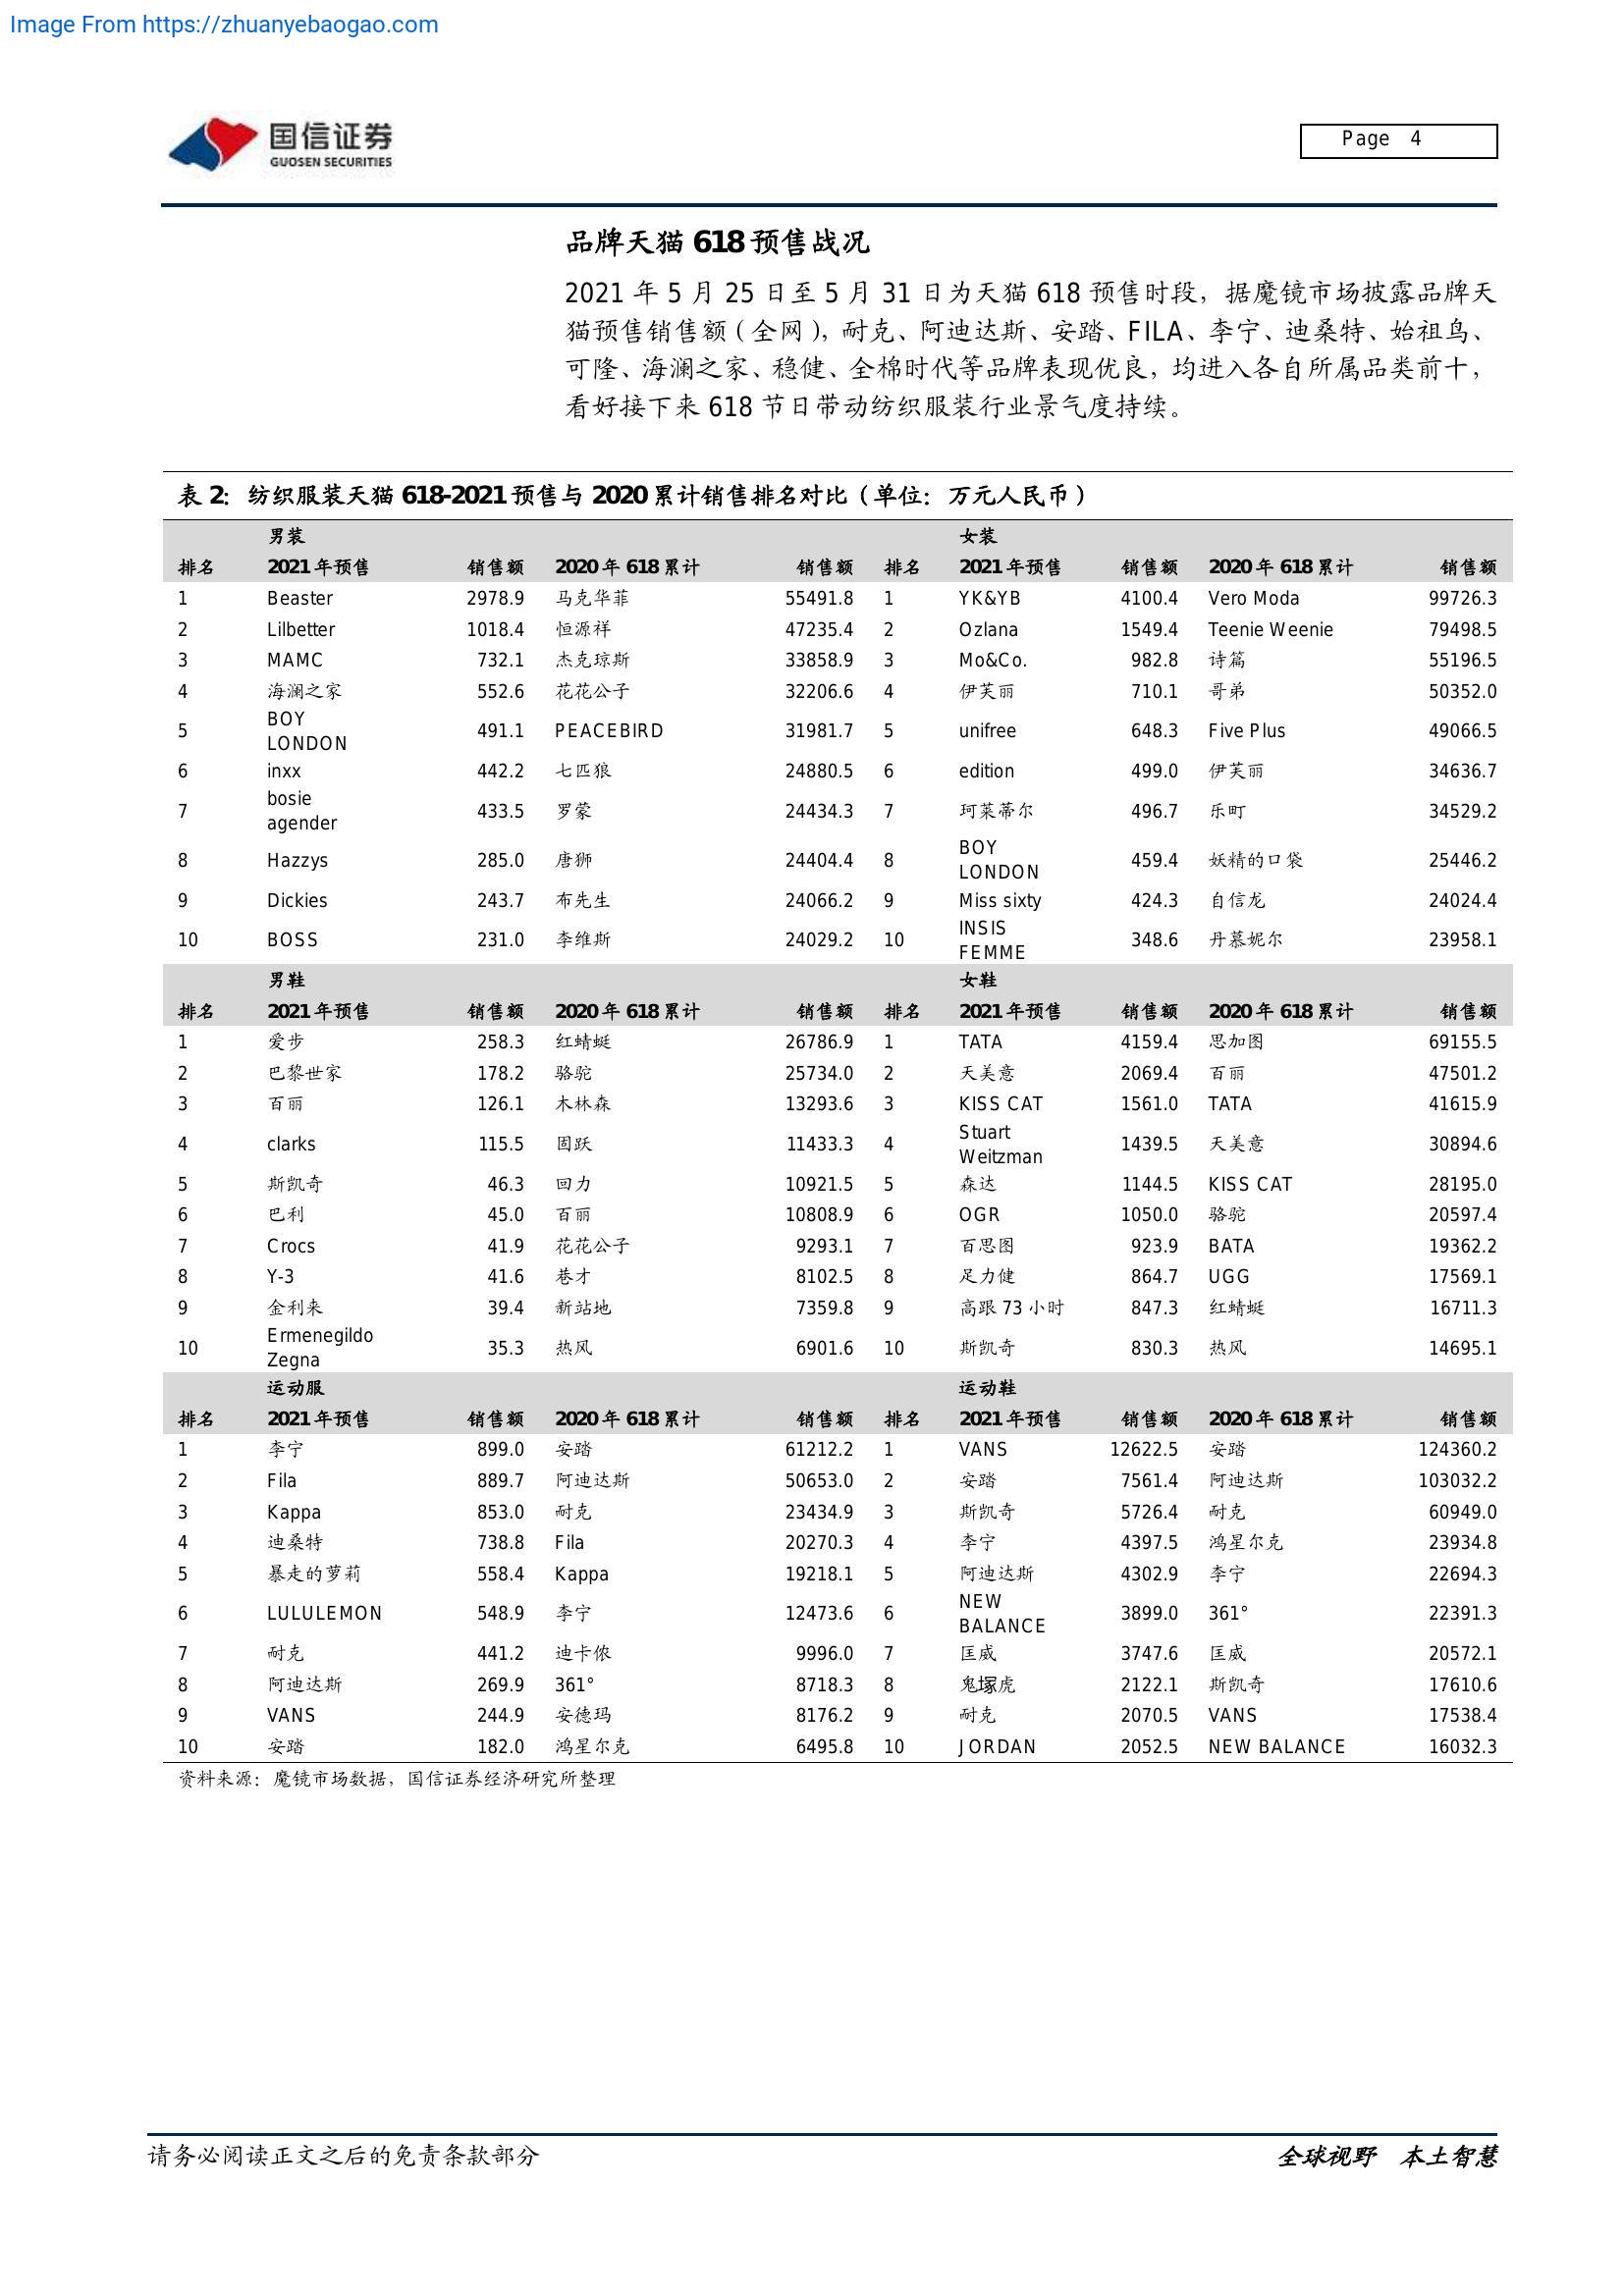 Image From https://zhuanyebaogao.com
国信证券
GUOSEN SECURITIES
Page 4
品牌天猫 618 预售战况
2021 年 5 月 25 日至 5 月 31 日为天猫 618 预售时段，据魔镜市场披露品牌天
猫预售销售额（全网），耐克、阿迪达斯、安踏、FILA、李宁、迪桑特、始祖鸟、
可隆、海澜之家、稳健、全棉时代等品牌表现优良，均进入各自所属品类前十，
看好接下来 618 节日带动纺织服装行业景气度持续。
表 2：纺织服装天猫 618-2021 预售与 2020 累计销售排名对比（单位：万元人民币）
男装 女装
排名 2021 年预售 销售额 2020 年 618 累计 销售额 排名 2021 年预售 销售额 2020 年 618 累计 销售额
1 Beaster 2978.9 马克华菲 55491.8 1 YK&YB 4100.4 Vero Moda 99726.3
2 Lilbetter 1018.4 恒源祥 47235.4 2 Ozlana 1549.4 Teenie Weenie 79498.5
3 MAMC 732.1 杰克琼斯 33858.9 3 Mo&Co. 982.8 诗篇 55196.5
4 海澜之家 552.6 花花公子 32206.6 4 伊芙丽 710.1 哥弟 50352.0
5 BOY LONDON 491.1 PEACEBIRD 31981.7 5 unifree 648.3 Five Plus 49066.5
6 inxx 442.2 七匹狼 24880.5 6 edition 499.0 伊芙丽 34636.7
7 bosie agender 433.5 罗蒙 24434.3 7 珂莱蒂尔 496.7 乐町 34529.2
8 Hazzys 285.0 唐狮 24404.4 8 BOY LONDON 459.4 妖精的口袋 25446.2
9 Dickies 243.7 布先生 24066.2 9 Miss sixty 424.3 自信龙 24024.4
10 BOSS 231.0 李维斯 24029.2 10 INSIS FEMME 348.6 丹慕妮尔 23958.1
男鞋 女鞋
排名 2021 年预售 销售额 2020 年 618 累计 销售额 排名 2021 年预售 销售额 2020 年 618 累计 销售额
1 爱步 258.3 红蜻蜓 26786.9 1 TATA 4159.4 思加图 69155.5
2 巴黎世家 178.2 骆驼 25734.0 2 天美意 2069.4 百丽 47501.2
3 百丽 126.1 木林森 13293.6 3 KISS CAT 1561.0 TATA 41615.9
4 clarks 115.5 固跃 11433.3 4 Stuart Weitzman 1439.5 天美意 30894.6
5 斯凯奇 46.3 回力 10921.5 5 森达 1144.5 KISS CAT 28195.0
6 巴利 45.0 百丽 10808.9 6 OGR 1050.0 骆驼 20597.4
7 Crocs 41.9 花花公子 9293.1 7 百思图 923.9 BATA 19362.2
8 Y-3 41.6 巷才 8102.5 8 足力健 864.7 UGG 17569.1
9 金利来 39.4 新站地 7359.8 9 高跟 73 小时 847.3 红蜻蜓 16711.3
10 Ermenegildo Zegna 35.3 热风 6901.6 10 斯凯奇 830.3 热风 14695.1
运动服 运动鞋
排名 2021 年预售 销售额 2020 年 618 累计 销售额 排名 2021 年预售 销售额 2020 年 618 累计 销售额
1 李宁 899.0 安踏 61212.2 1 VANS 12622.5 安踏 124360.2
2 Fila 889.7 阿迪达斯 50653.0 2 安踏 7561.4 阿迪达斯 103032.2
3 Kappa 853.0 耐克 23434.9 3 斯凯奇 5726.4 耐克 60949.0
4 迪桑特 738.8 Fila 20270.3 4 李宁 4397.5 鸿星尔克 23934.8
5 暴走的萝莉 558.4 Kappa 19218.1 5 阿迪达斯 4302.9 李宁 22694.3
6 LULULEMON 548.9 李宁 12473.6 6 NEW BALANCE 3899.0 361° 22391.3
7 耐克 441.2 迪卡侬 9996.0 7 匡威 3747.6 匡威 20572.1
8 阿迪达斯 269.9 361° 8718.3 8 鬼塚虎 2122.1 斯凯奇 17610.6
9 VANS 244.9 安德玛 8176.2 9 耐克 2070.5 VANS 17538.4
10 安踏 182.0 鸿星尔克 6495.8 10 JORDAN 2052.5 NEW BALANCE 16032.3
资料来源：魔镜市场数据，国信证券经济研究所整理
请务必阅读正文之后的免责条款部分
全球视野 本土智慧